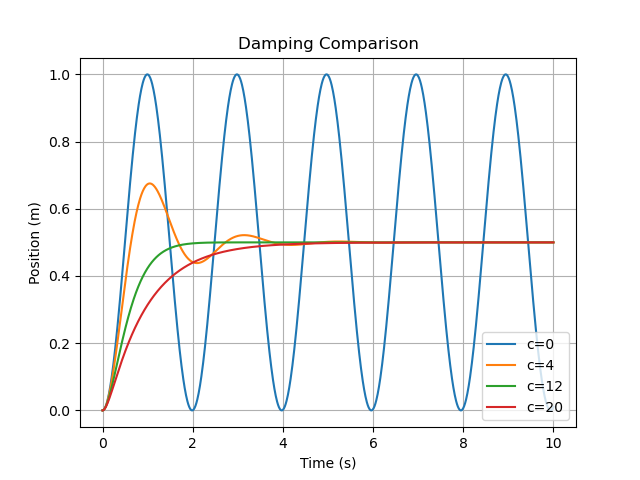 Damping Comparison
Position (m)
1.0
0.8
0.6
0.4
0.2
0.0
0 2 4 6 8 10
Time (s)
c=0
c=4
c=12
c=20